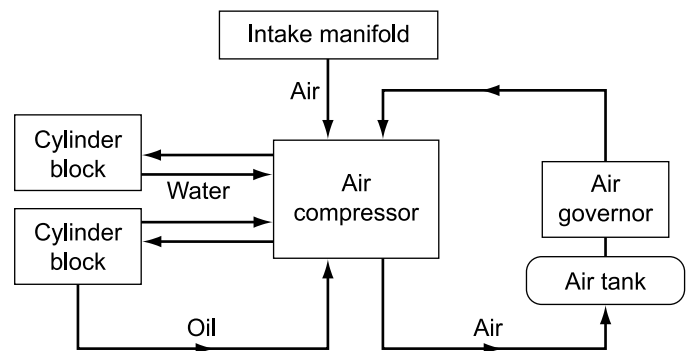 Intake manifold
Air
Cylinder
block
Water
Air
compressor
Air
governor
Cylinder
block
Air tank
Oil
Air